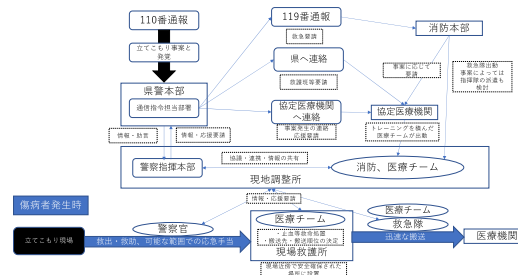 110番通報
119番通報
救急要請
消防本部
立てこもり事案と
発覚
県へ連絡
救護班等要請
事案に応じて
要請
救急隊出動
事案によっては
指揮隊の派遣も
検討
県警本部
通信指令担当部署
協定医療機関
へ連絡
事案発生の連絡
応援要請
協定医療機関
トレーニングを積んだ
医療チームが出動
情報・助言
情報・応援要請
協議・連携・情報の共有
警察指揮本部
消防、医療チーム
現地調整所
情報・応援要請
傷病者発生時
警察官
医療チーム
医療チーム
救急隊
立てこもり現場
救出・救助、可能な範囲での応急手当
・止血等救命処置
・搬送先・搬送順位の決定
現場救護所
迅速な搬送
医療機関
現場近傍で安全確保された
場所に設置